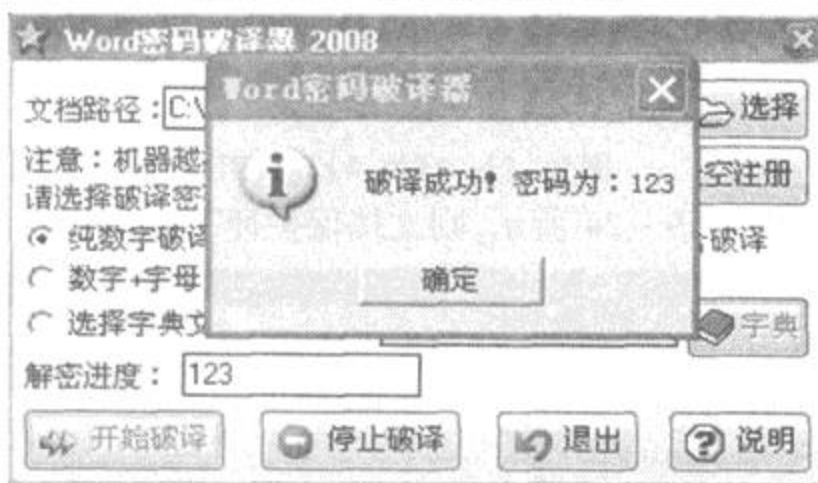 Word密码破译器 2008
Word密码破译器
文档路径：C:\
选择
注意：机器越
破译成功！密码为：123
空注册
请选择破译密
纯数字破译
破译
数字+字母
确定
选择字典文
字典
解密进度：123
开始破译
停止破译
退出
说明